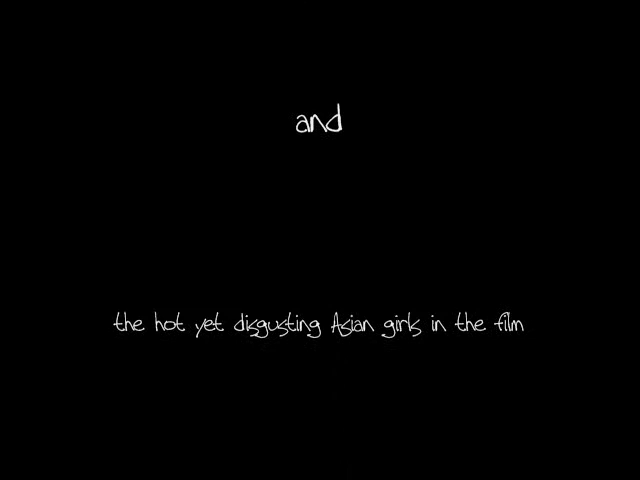 and
the hot yet disgusting Asian girls in the film